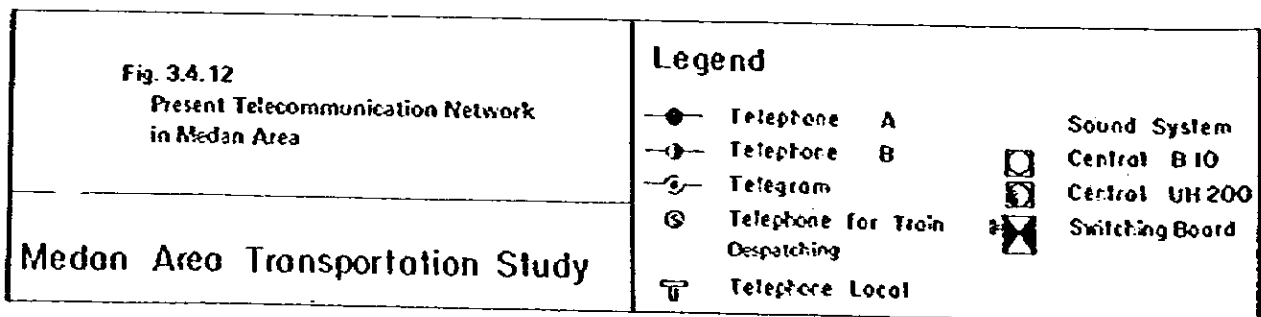 Fig. 3.4.12
Present Telecommunication Network
in Medan Area
Medan Area Transportation Study
Legend
Telephone A
Telephone B
Telegram
Telephone for Train
Despatching
Telephone Local
Sound System
Central B 10
Central UH 200
Switching Board